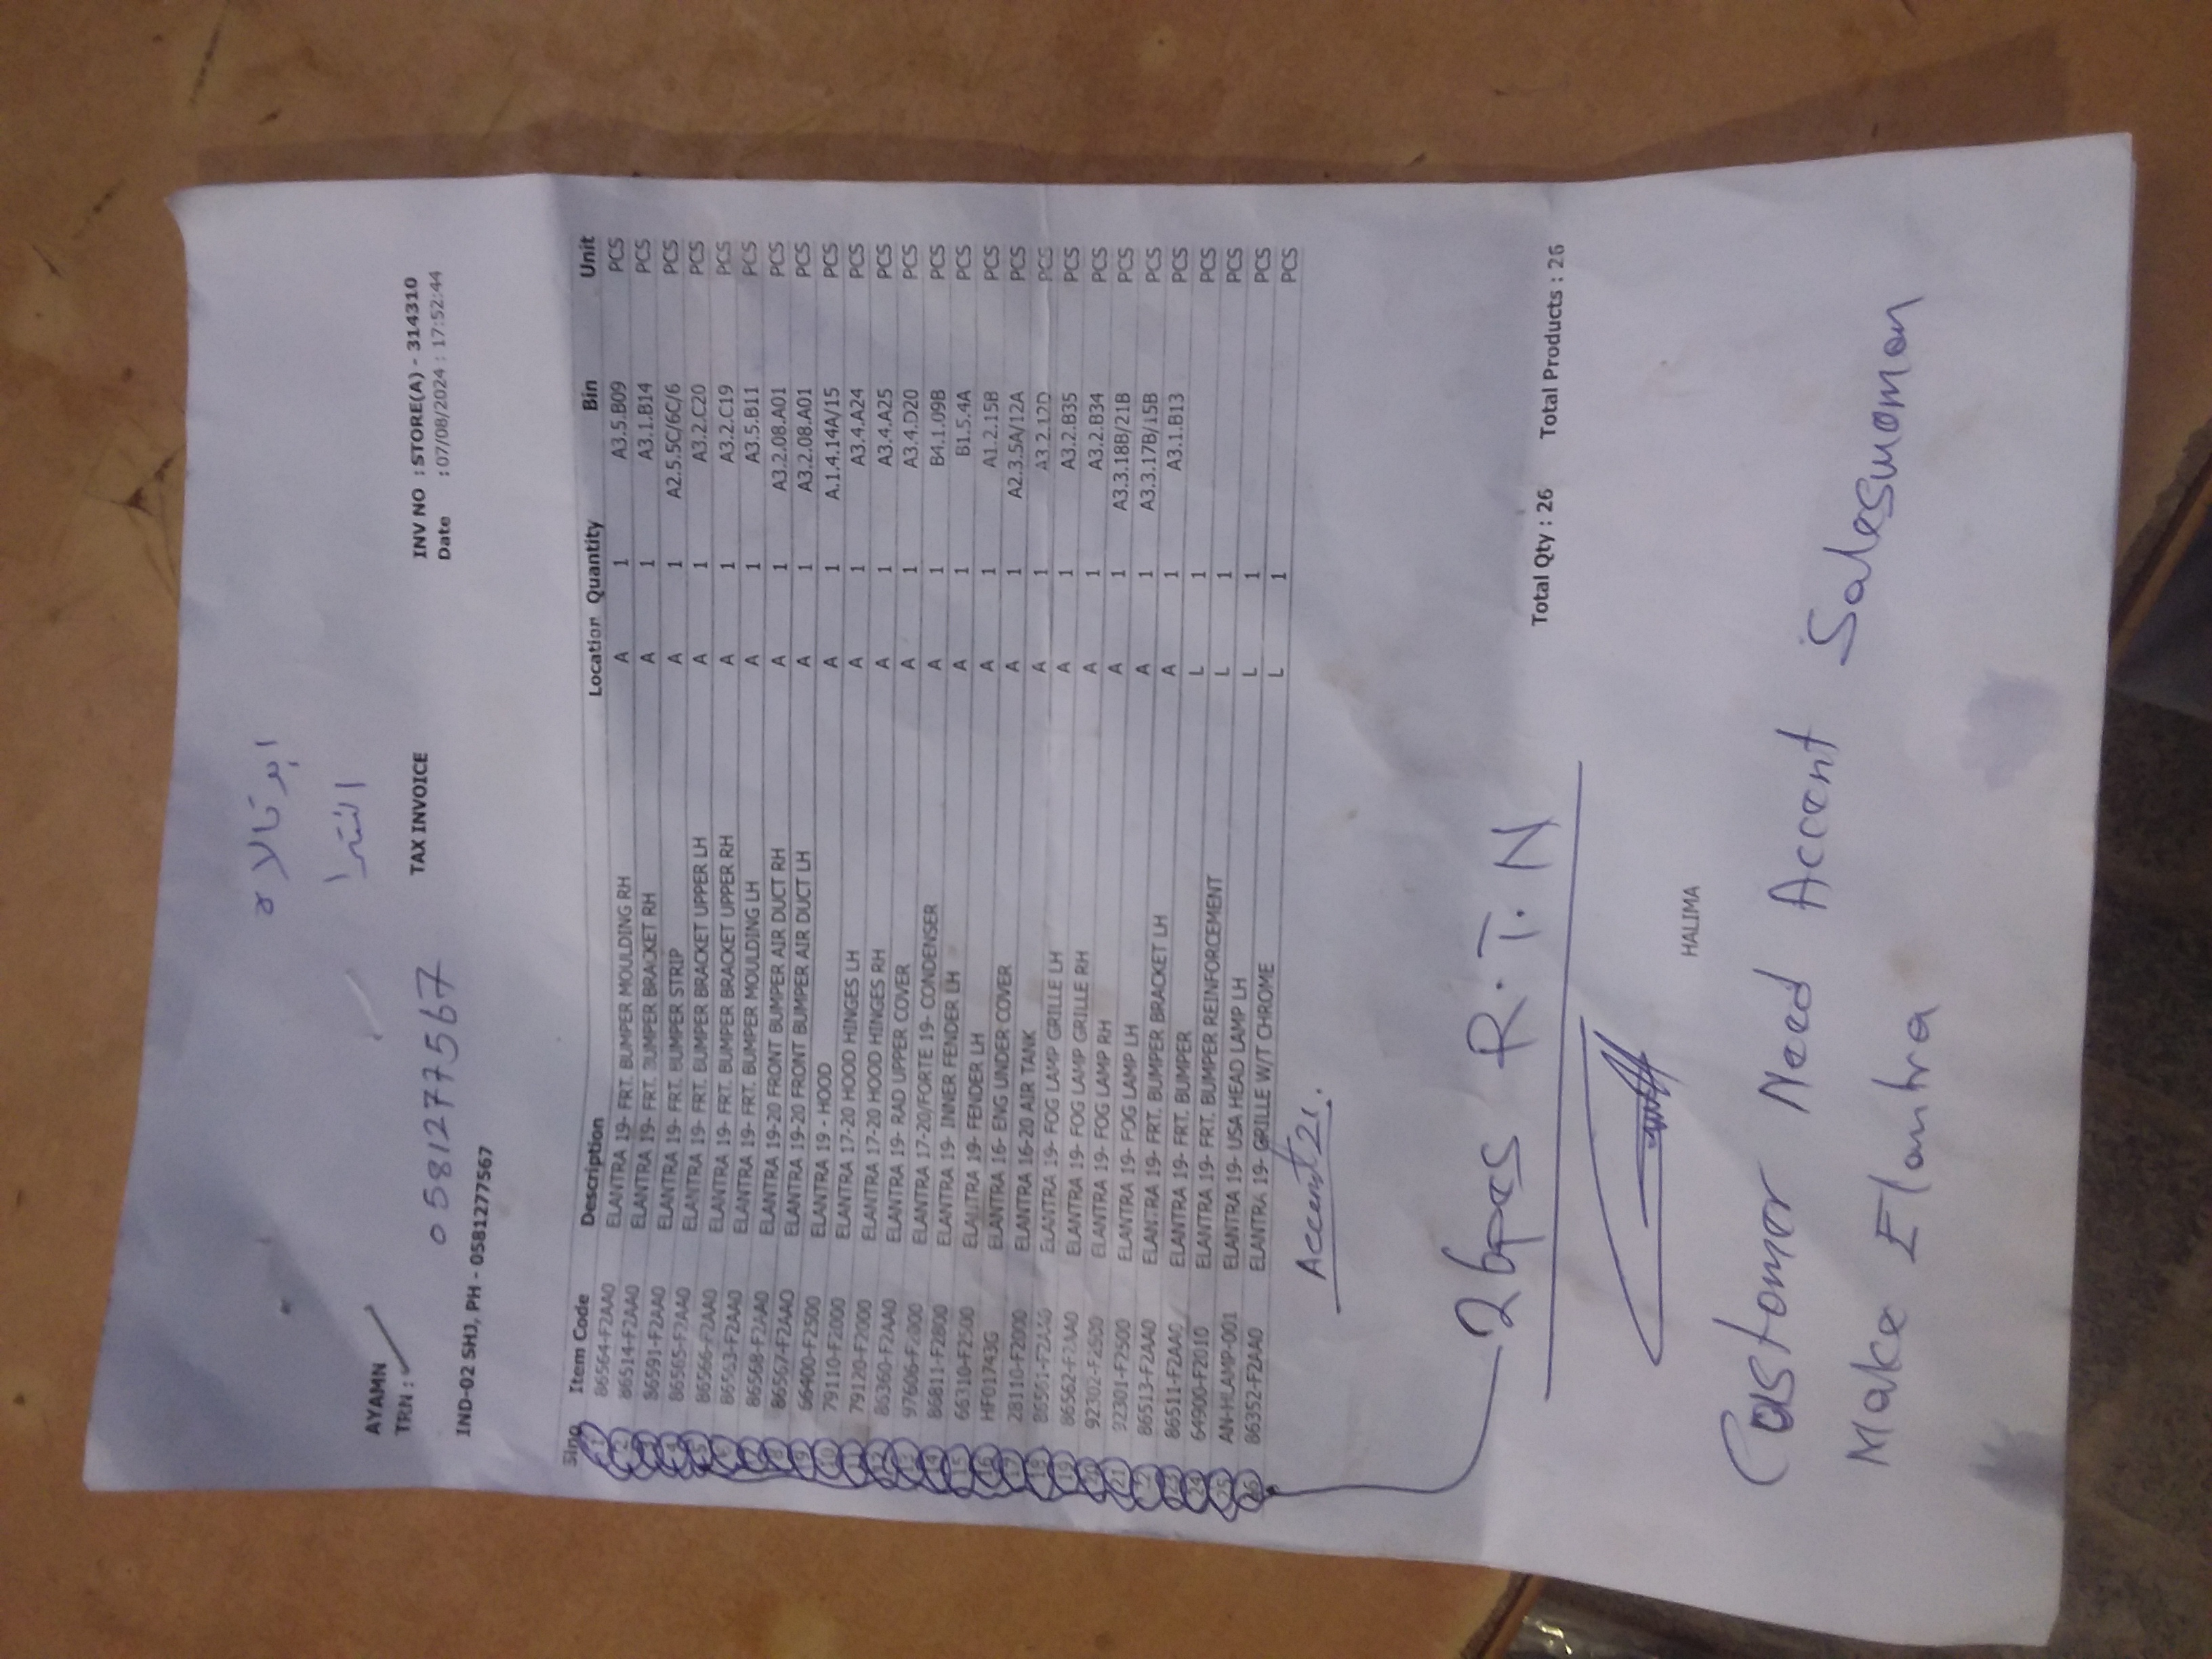 ابر تالا ة
النترا
AYAMN
TRN :
0581277567
TAX INVOICE
INV NO : STORE(A) - 314310
Date : 07/08/2024 : 17:52:44
IND-02 SHJ, PH - 0581277567
Slno Item Code Description Location Quantity Bin Unit
1 86564-F2AA0 ELANTRA 19- FRT. BUMPER MOULDING RH A 1 A3.5.B09 PCS
2 86514-F2AA0 ELANTRA 19- FRT. BUMPER BRACKET RH A 1 A3.1.B14 PCS
3 86591-F2AA0 ELANTRA 19- FRT. BUMPER STRIP A 1 A2.5.5C/6C/6 PCS
4 86565-F2AA0 ELANTRA 19- FRT. BUMPER BRACKET UPPER LH A 1 A3.2.C20 PCS
5 86566-F2AA0 ELANTRA 19- FRT. BUMPER BRACKET UPPER RH A 1 A3.2.C19 PCS
6 86563-F2AA0 ELANTRA 19- FRT. BUMPER MOULDING LH A 1 A3.5.B11 PCS
7 86568-F2AA0 ELANTRA 19-20 FRONT BUMPER AIR DUCT RH A 1 A3.2.08.A01 PCS
8 86567-F2AA0 ELANTRA 19-20 FRONT BUMPER AIR DUCT LH A 1 A3.2.08.A01 PCS
9 66400-F2500 ELANTRA 19 - HOOD A 1 A.1.4.14A/15 PCS
10 79110-F2000 ELANTRA 17-20 HOOD HINGES LH A 1 A3.4.A24 PCS
11 79120-F2000 ELANTRA 17-20 HOOD HINGES RH A 1 A3.4.A25 PCS
12 86360-F2AA0 ELANTRA 19- RAD UPPER COVER A 1 A3.4.D20 PCS
13 97606-F2000 ELANTRA 17-20/FORTE 19- CONDENSER A 1 B4.1.09B PCS
14 86811-F2800 ELANTRA 19- INNER FENDER LH A 1 B1.5.4A PCS
15 66310-F2500 ELANTRA 19- FENDER LH A 1 A1.2.15B PCS
16 HF01743G ELANTRA 16- ENG UNDER COVER A 1 A2.3.5A/12A PCS
17 28110-F2000 ELANTRA 16-20 AIR TANK A 1 A3.2.12D PCS
18 86561-F2AA0 ELANTRA 19- FOG LAMP GRILLE LH A 1 A3.2.B35 PCS
19 86562-F2AA0 ELANTRA 19- FOG LAMP GRILLE RH A 1 A3.2.B34 PCS
20 92302-F2500 ELANTRA 19- FOG LAMP RH A 1 A3.3.18B/21B PCS
21 92301-F2500 ELANTRA 19- FOG LAMP LH A 1 A3.3.17B/15B PCS
22 86513-F2AA0 ELANTRA 19- FRT. BUMPER BRACKET LH A 1 A3.1.B13 PCS
23 86511-F2AA0 ELANTRA 19- FRT. BUMPER L 1 PCS
24 64900-F2010 ELANTRA 19- FRT. BUMPER REINFORCEMENT L 1 PCS
25 AN-HLAMP-001 ELANTRA 19- USA HEAD LAMP LH L 1 PCS
26 86352-F2AA0 ELANTRA 19- GRILLE W/T CHROME L 1 PCS
Accent 21.
26pcs R.T.N
Total Qty : 26 Total Products : 26
HALIMA
Customer Need Accent Saleswoman
Make Elantra